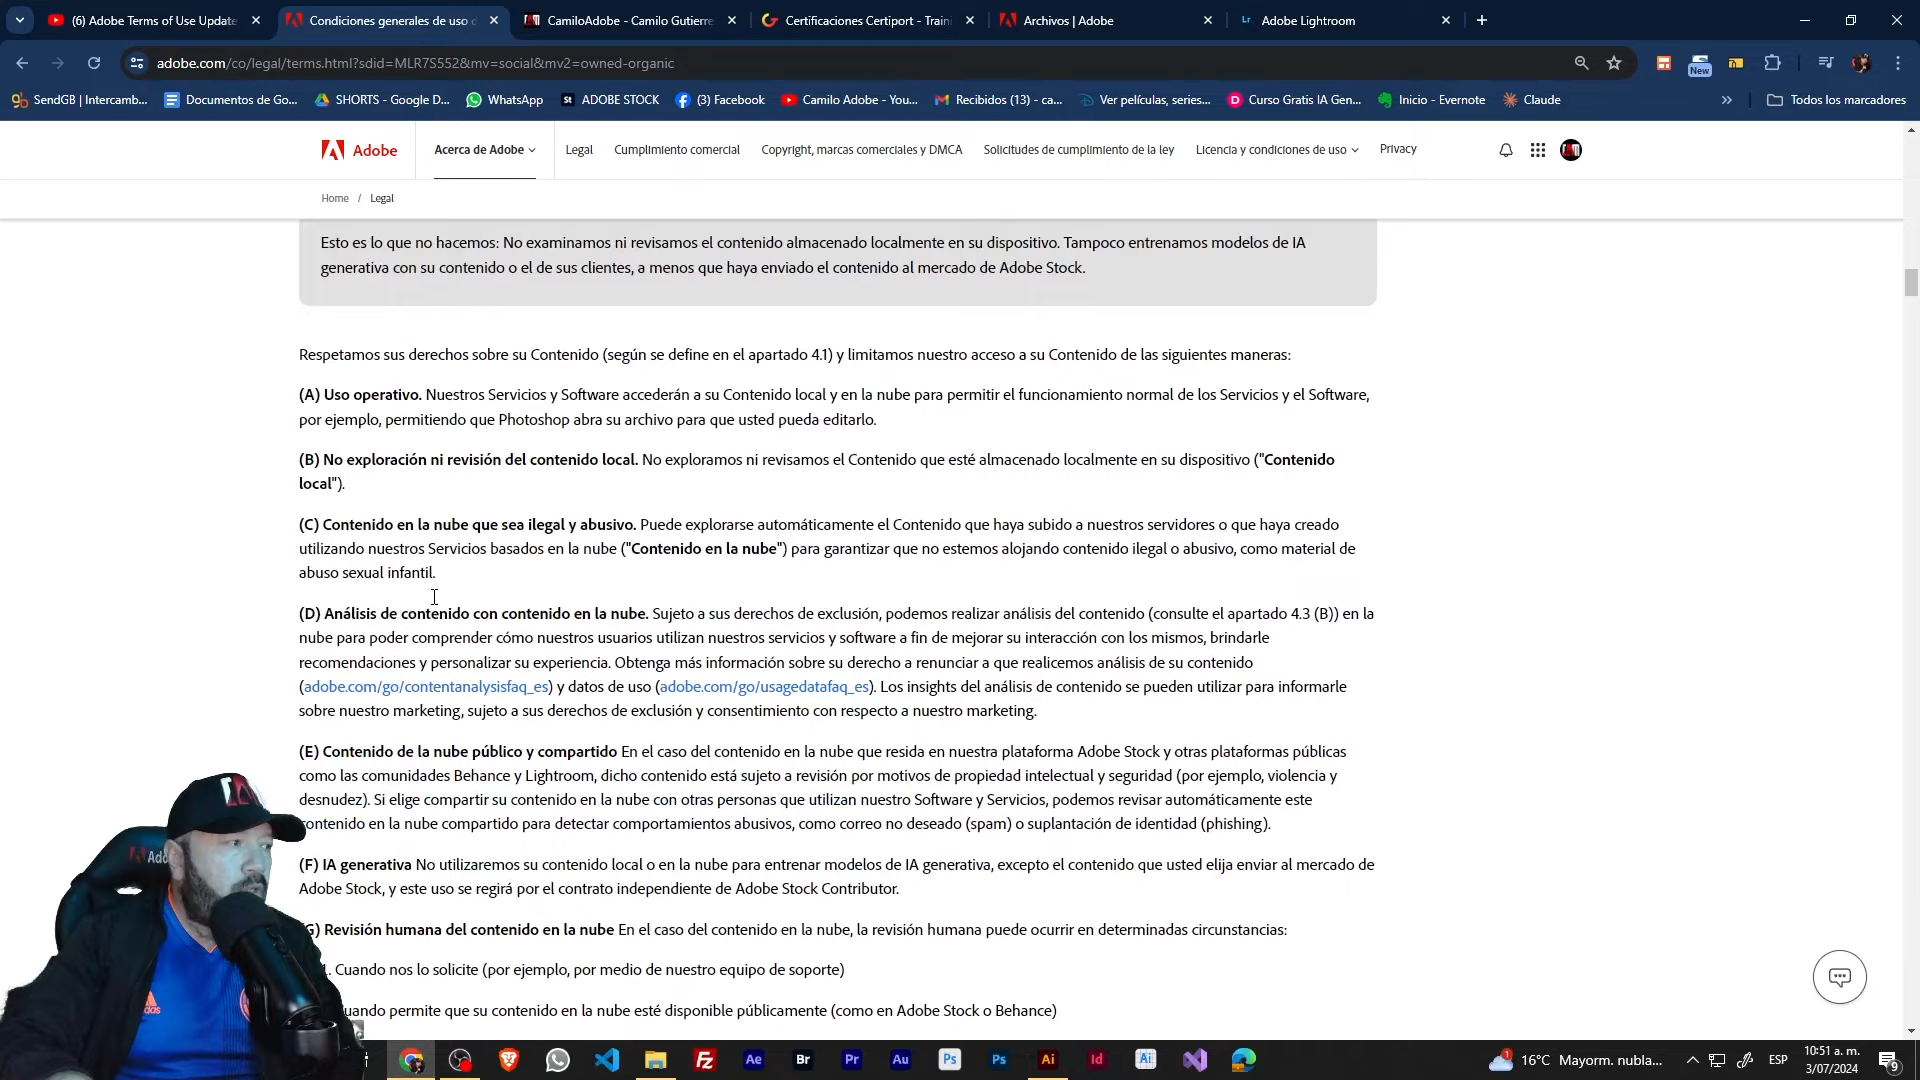 (6) Adobe Terms of Use Update
Condiciones generales de uso d
CamiloAdobe - Camilo Gutierre
Certificaciones Certiport - Train
Archivos | Adobe
Lr Adobe Lightroom
adobe.com/co/legal/terms.html?sdid=MLR7S552&mv=social&mv2=owned-organic
New
SendGB | Intercamb...
Documentos de Go...
SHORTS - Google D...
WhatsApp
St ADOBE STOCK
(3) Facebook
Camilo Adobe - You...
Recibidos (13) - ca...
Ver películas, series...
Curso Gratis IA Gen...
Inicio - Evernote
Claude
Todos los marcadores
Adobe
Acerca de Adobe
Legal
Cumplimiento comercial
Copyright, marcas comerciales y DMCA
Solicitudes de cumplimiento de la ley
Licencia y condiciones de uso
Privacy
Home / Legal
Esto es lo que no hacemos: No examinamos ni revisamos el contenido almacenado localmente en su dispositivo. Tampoco entrenamos modelos de IA
generativa con su contenido o el de sus clientes, a menos que haya enviado el contenido al mercado de Adobe Stock.
Respetamos sus derechos sobre su Contenido (según se define en el apartado 4.1) y limitamos nuestro acceso a su Contenido de las siguientes maneras:
(A) Uso operativo. Nuestros Servicios y Software accederán a su Contenido local y en la nube para permitir el funcionamiento normal de los Servicios y el Software,
por ejemplo, permitiendo que Photoshop abra su archivo para que usted pueda editarlo.
(B) No exploración ni revisión del contenido local. No exploramos ni revisamos el Contenido que esté almacenado localmente en su dispositivo ("Contenido
local").
(C) Contenido en la nube que sea ilegal y abusivo. Puede explorarse automáticamente el Contenido que haya subido a nuestros servidores o que haya creado
utilizando nuestros Servicios basados en la nube ("Contenido en la nube") para garantizar que no estemos alojando contenido ilegal o abusivo, como material de
abuso sexual infantil.
(D) Análisis de contenido con contenido en la nube. Sujeto a sus derechos de exclusión, podemos realizar análisis del contenido (consulte el apartado 4.3 (B)) en la
nube para poder comprender cómo nuestros usuarios utilizan nuestros servicios y software a fin de mejorar su interacción con los mismos, brindarle
recomendaciones y personalizar su experiencia. Obtenga más información sobre su derecho a renunciar a que realicemos análisis de su contenido
(adobe.com/go/contentanalysisfaq_es) y datos de uso (adobe.com/go/usagedatafaq_es). Los insights del análisis de contenido se pueden utilizar para informarle
sobre nuestro marketing, sujeto a sus derechos de exclusión y consentimiento con respecto a nuestro marketing.
(E) Contenido de la nube público y compartido En el caso del contenido en la nube que resida en nuestra plataforma Adobe Stock y otras plataformas públicas
como las comunidades Behance y Lightroom, dicho contenido está sujeto a revisión por motivos de propiedad intelectual y seguridad (por ejemplo, violencia y
desnudez). Si elige compartir su contenido en la nube con otras personas que utilizan nuestro Software y Servicios, podemos revisar automáticamente este
contenido en la nube compartido para detectar comportamientos abusivos, como correo no deseado (spam) o suplantación de identidad (phishing).
(F) IA generativa No utilizaremos su contenido local o en la nube para entrenar modelos de IA generativa, excepto el contenido que usted elija enviar al mercado de
Adobe Stock, y este uso se regirá por el contrato independiente de Adobe Stock Contributor.
G) Revisión humana del contenido en la nube En el caso del contenido en la nube, la revisión humana puede ocurrir en determinadas circunstancias:
1. Cuando nos lo solicite (por ejemplo, por medio de nuestro equipo de soporte)
uando permite que su contenido en la nube esté disponible públicamente (como en Adobe Stock o Behance)
Ado
adidas
Fz
Ae
Br
Pr
Au
Ps
Ps
Ai
Id
Ai
1
16°C Mayorm. nubla...
ESP
10:51 a. m.
3/07/2024
9